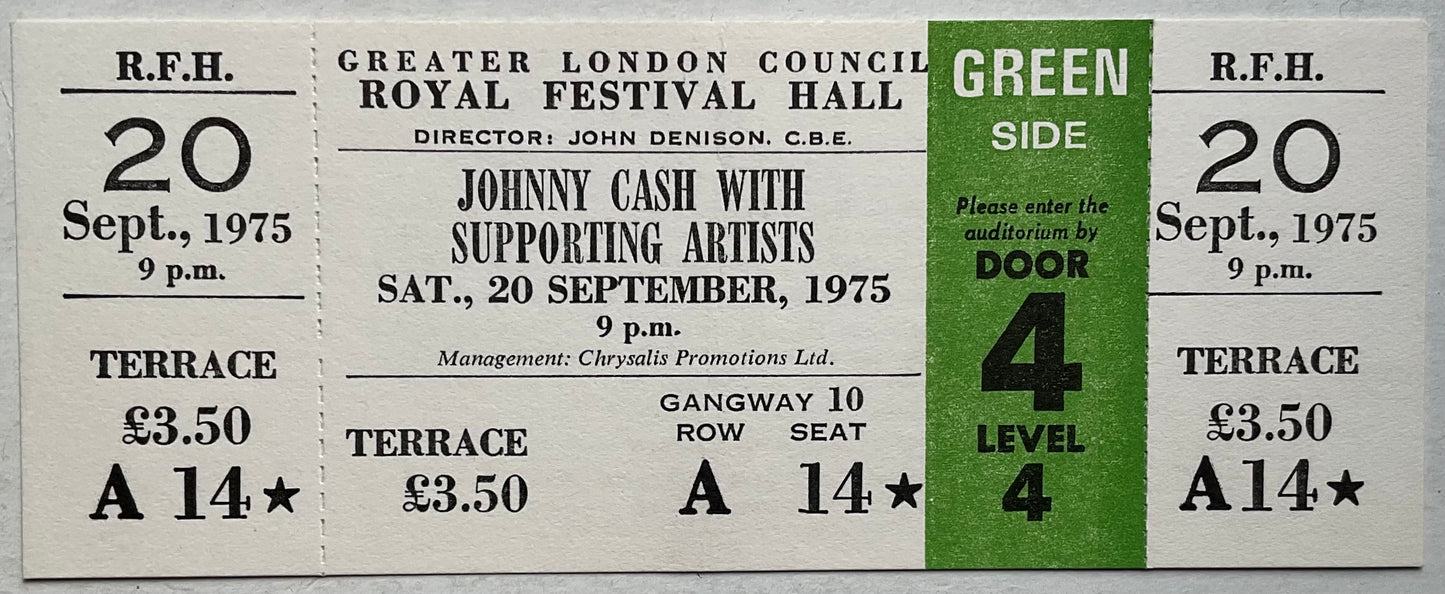 R.F.H.
20
Sept., 1975
9 p.m.
TERRACE
£3.50
A 14★
GREATER LONDON COUNCIL
ROYAL FESTIVAL HALL
DIRECTOR: JOHN DENISON. C.B.E.
JOHNNY CASH WITH
SUPPORTING ARTISTS
SAT., 20 SEPTEMBER, 1975
9 p.m.
Management: Chrysalis Promotions Ltd.
GANGWAY 10
ROW SEAT
TERRACE
£3.50
A 14★
GREEN
SIDE
Please enter the
auditorium by
DOOR
4
LEVEL
4
R.F.H.
20
Sept., 1975
9 p.m.
TERRACE
£3.50
A 14★